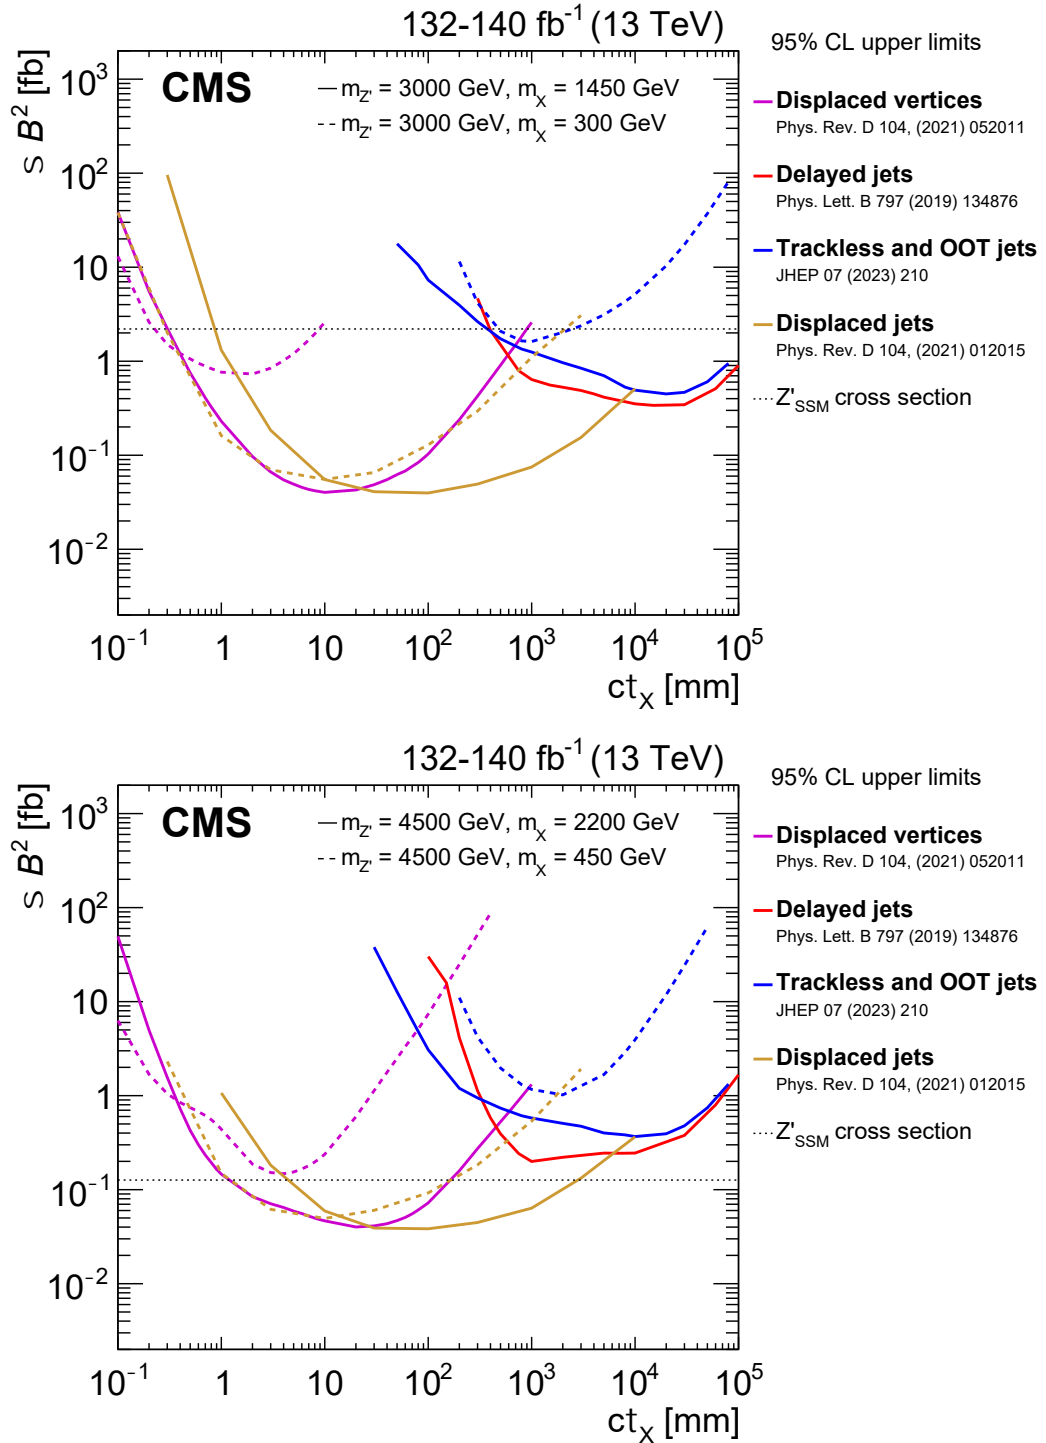 132-140 fb⁻¹ (13 TeV)
95% CL upper limits
CMS
m_Z' = 3000 GeV, m_X = 1450 GeV
m_Z' = 3000 GeV, m_X = 300 GeV
Displaced vertices
Phys. Rev. D 104, (2021) 052011
Delayed jets
Phys. Lett. B 797 (2019) 134876
Trackless and OOT jets
JHEP 07 (2023) 210
Displaced jets
Phys. Rev. D 104, (2021) 012015
Z'_SSM cross section
s B² [fb]
10³
10²
10
1
10⁻¹
10⁻²
10⁻¹ 1 10 10² 10³ 10⁴ 10⁵
ct_X [mm]
132-140 fb⁻¹ (13 TeV)
95% CL upper limits
CMS
m_Z' = 4500 GeV, m_X = 2200 GeV
m_Z' = 4500 GeV, m_X = 450 GeV
Displaced vertices
Phys. Rev. D 104, (2021) 052011
Delayed jets
Phys. Lett. B 797 (2019) 134876
Trackless and OOT jets
JHEP 07 (2023) 210
Displaced jets
Phys. Rev. D 104, (2021) 012015
Z'_SSM cross section
s B² [fb]
10³
10²
10
1
10⁻¹
10⁻²
10⁻¹ 1 10 10² 10³ 10⁴ 10⁵
ct_X [mm]